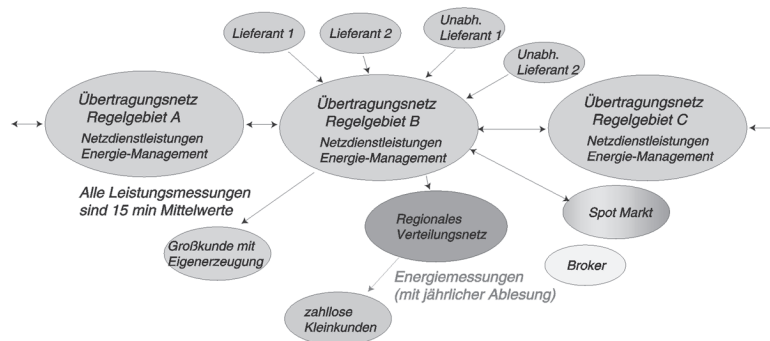 Lieferant 1
Lieferant 2
Unabh.
Lieferant 1
Unabh.
Lieferant 2
Übertragungsnetz
Regelgebiet A
Netzdienstleistungen
Energie-Management
Übertragungsnetz
Regelgebiet B
Netzdienstleistungen
Energie-Management
Übertragungsnetz
Regelgebiet C
Netzdienstleistungen
Energie-Management
Alle Leistungsmessungen
sind 15 min Mittelwerte
Großkunde mit
Eigenerzeugung
Regionales
Verteilungsnetz
Spot Markt
Broker
Energiemessungen
(mit jährlicher Ablesung)
zahllose
Kleinkunden